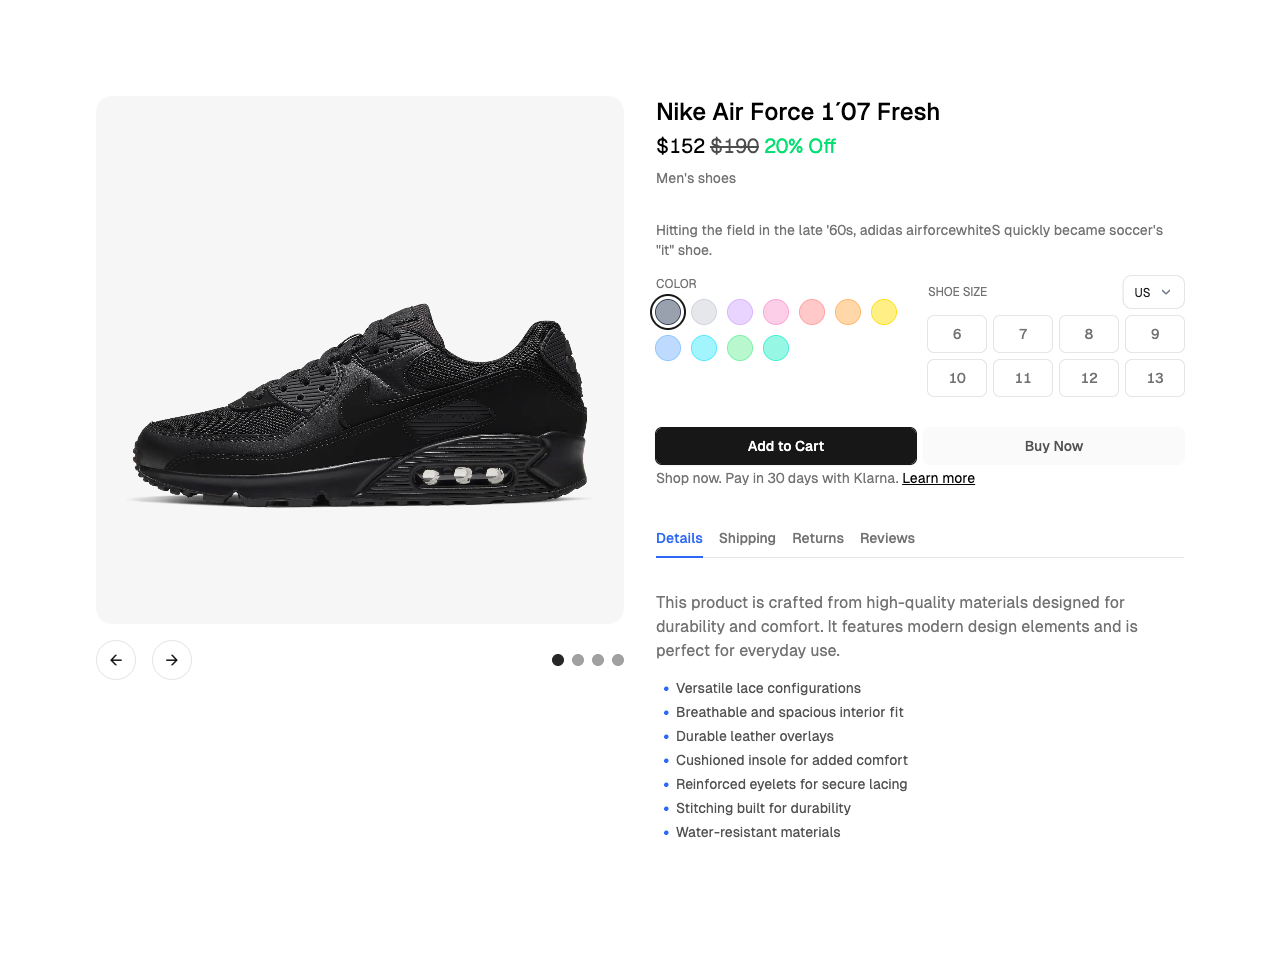 Nike Air Force 1´07 Fresh
$152 $190 20% Off
Men's shoes
Hitting the field in the late '60s, adidas airforcewhiteS quickly became soccer's
"it" shoe.
COLOR
SHOE SIZE
US
6 7 8 9
10 11 12 13
Add to Cart
Buy Now
Shop now. Pay in 30 days with Klarna. Learn more
Details Shipping Returns Reviews
This product is crafted from high-quality materials designed for
durability and comfort. It features modern design elements and is
perfect for everyday use.
• Versatile lace configurations
• Breathable and spacious interior fit
• Durable leather overlays
• Cushioned insole for added comfort
• Reinforced eyelets for secure lacing
• Stitching built for durability
• Water-resistant materials